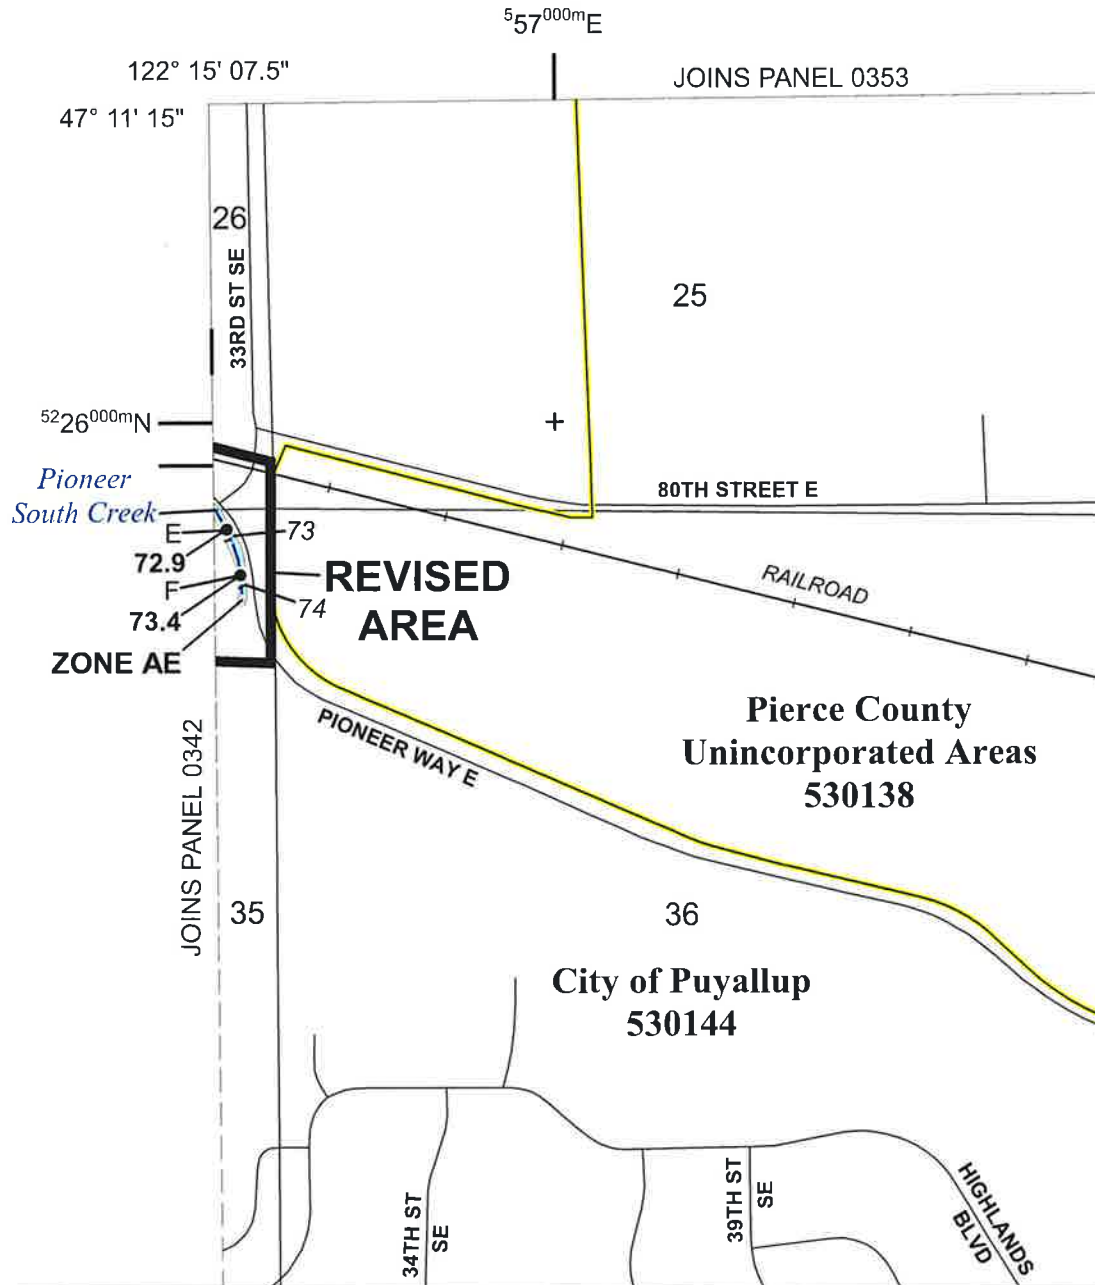 557000mE
122° 15' 07.5"
JOINS PANEL 0353
47° 11' 15"
26
33RD ST SE
25
5226000mN
80TH STREET E
Pioneer
South Creek
E
73
72.9
F
74
73.4
REVISED
AREA
RAILROAD
ZONE AE
PIONEER WAY E
Pierce County
Unincorporated Areas
530138
JOINS PANEL 0342
35
36
City of Puyallup
530144
34TH ST
SE
39TH ST
SE
HIGHLANDS
BLVD